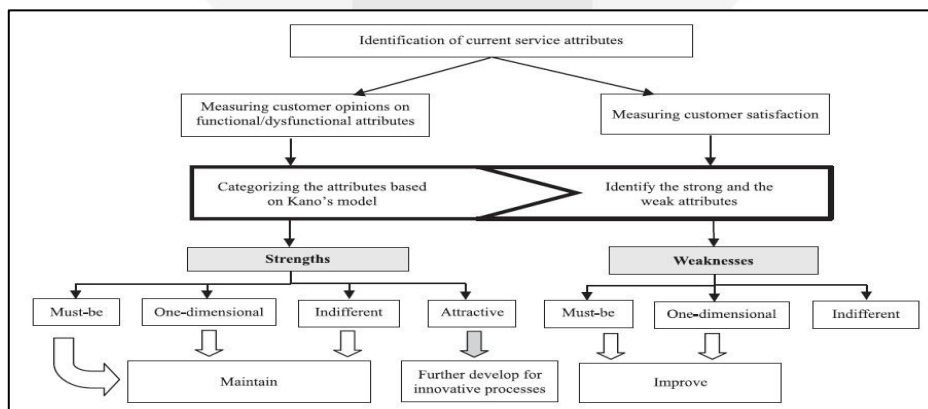 Identification of current service attributes
Measuring customer opinions on
functional/dysfunctional attributes
Measuring customer satisfaction
Categorizing the attributes based
on Kano's model
Identify the strong and the
weak attributes
Strengths
Weaknesses
Must-be
One-dimensional
Indifferent
Attractive
Must-be
One-dimensional
Indifferent
Maintain
Further develop for
innovative processes
Improve